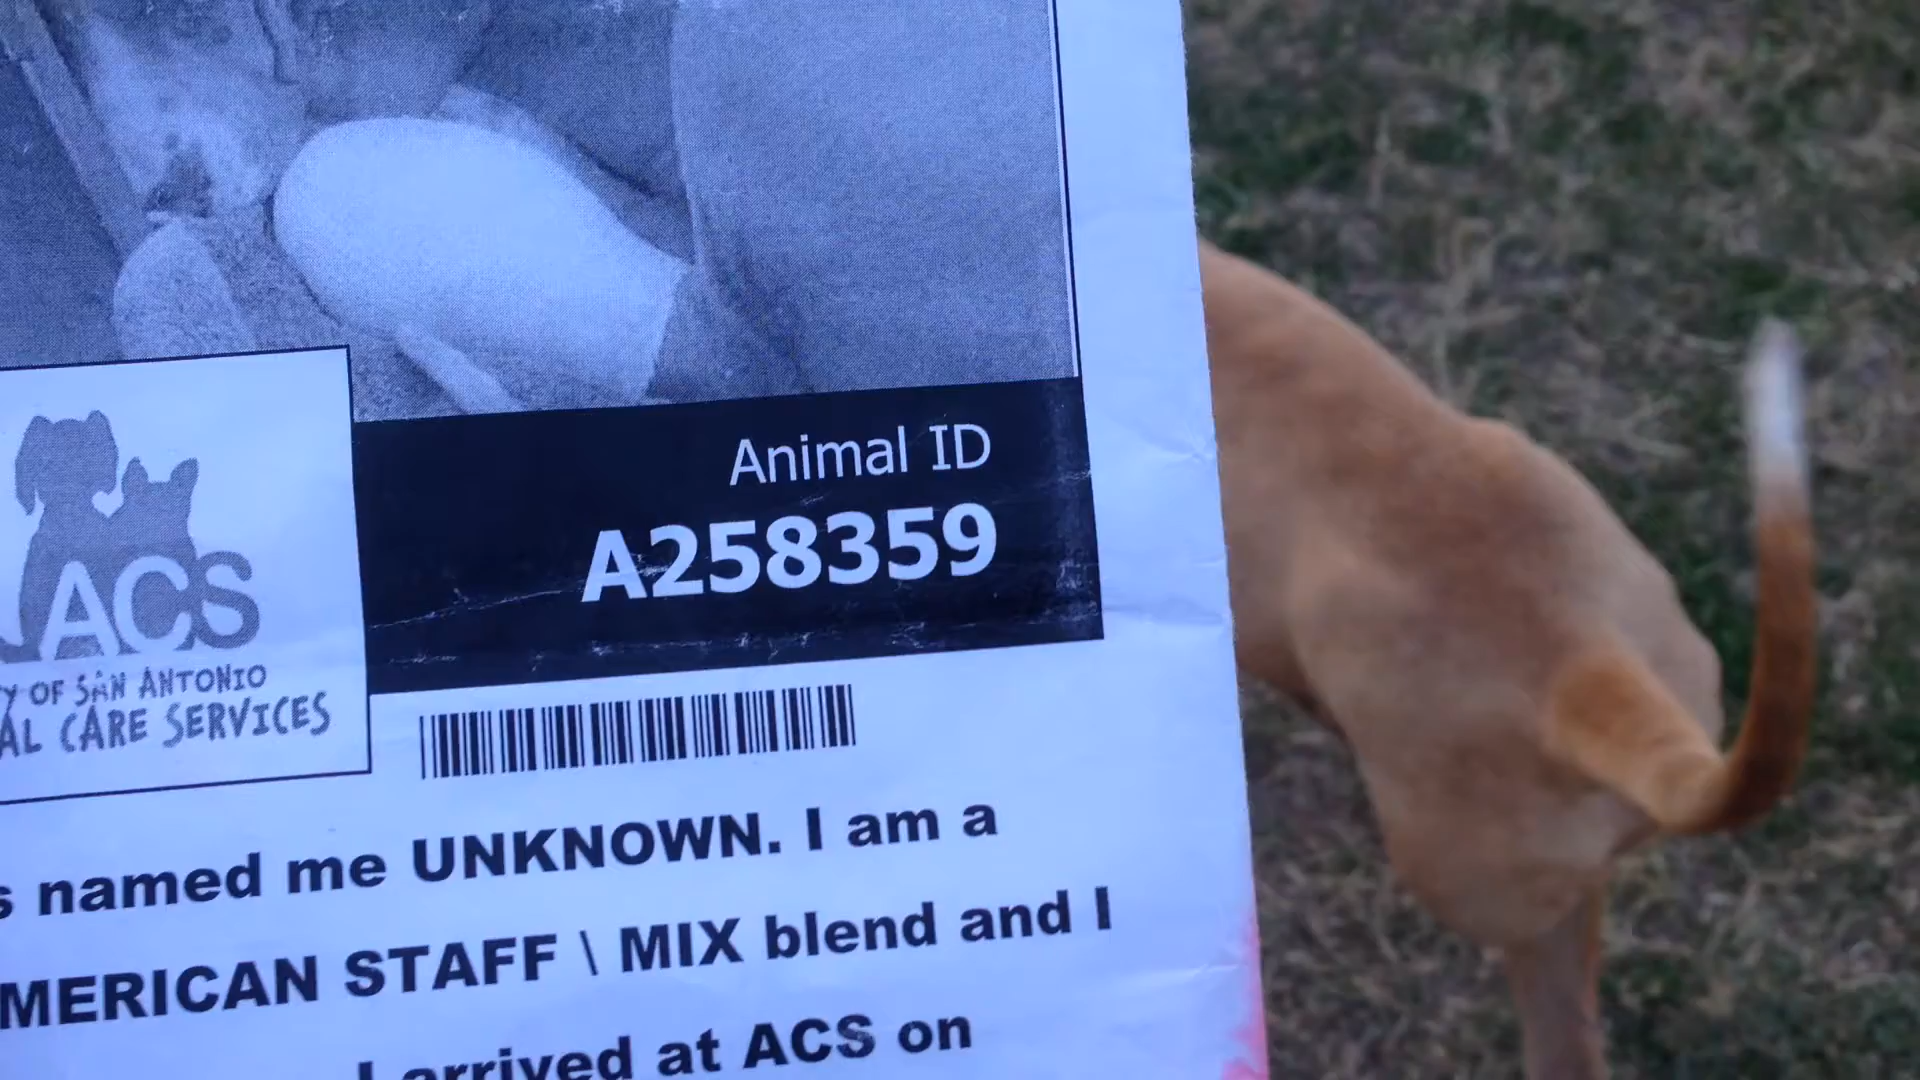 Animal ID
A258359
ACS
Y OF SAN ANTONIO
AL CARE SERVICES
s named me UNKNOWN. I am a
MERICAN STAFF \ MIX blend and I
I arrived at ACS on